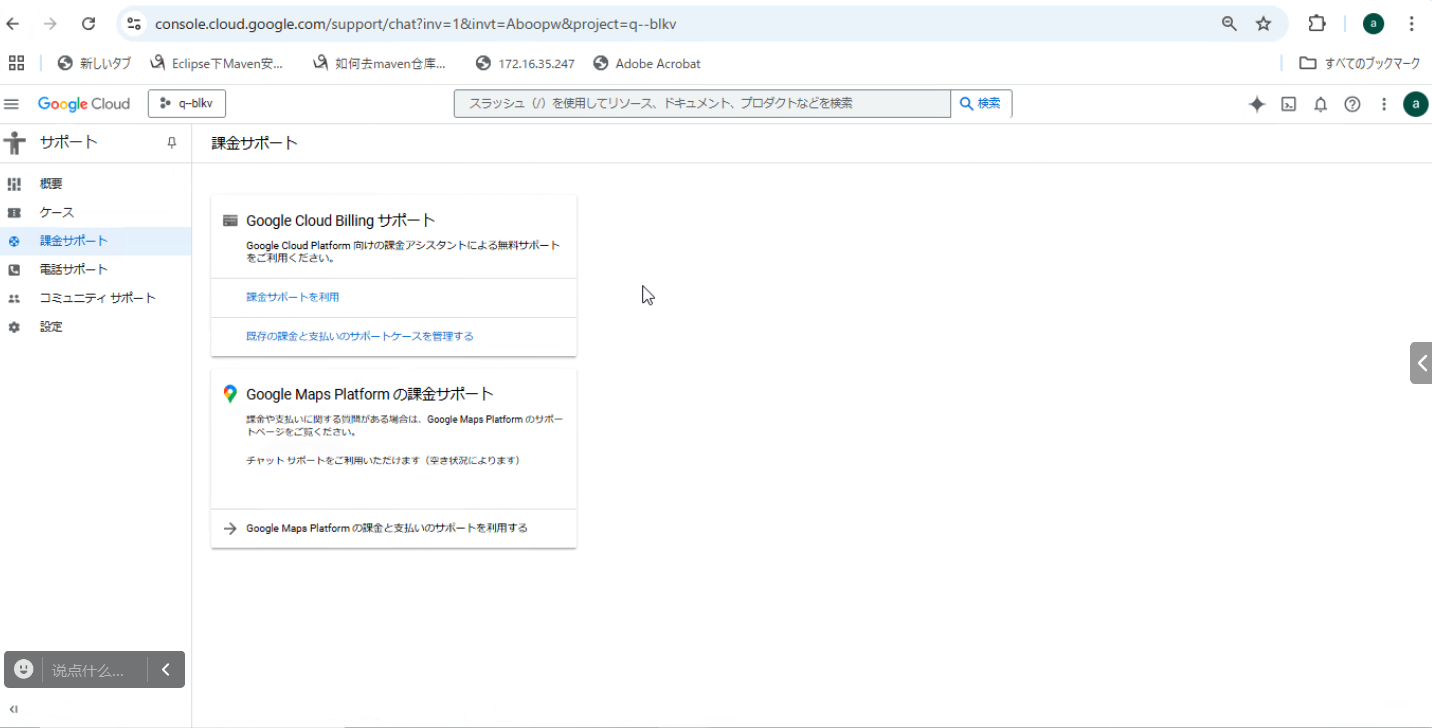 console.cloud.google.com/support/chat?inv=1&invt=Aboopw&project=q--blkv
a
新しいタブ
Eclipse下Maven安...
如何去maven仓库...
172.16.35.247
Adobe Acrobat
すべてのブックマーク
Google Cloud
q--blkv
スラッシュ（/）を使用してリソース、ドキュメント、プロダクトなどを検索
検索
a
サポート
課金サポート
概要
ケース
課金サポート
電話サポート
コミュニティ サポート
設定
Google Cloud Billing サポート
Google Cloud Platform 向けの課金アシスタントによる無料サポート
をご利用ください。
課金サポートを利用
既存の課金と支払いのサポートケースを管理する
Google Maps Platform の課金サポート
課金や支払いに関する質問がある場合は、Google Maps Platform のサポー
トページをご覧ください。
チャット サポートをご利用いただけます（空き状況によります）
Google Maps Platform の課金と支払いのサポートを利用する
说点什么...